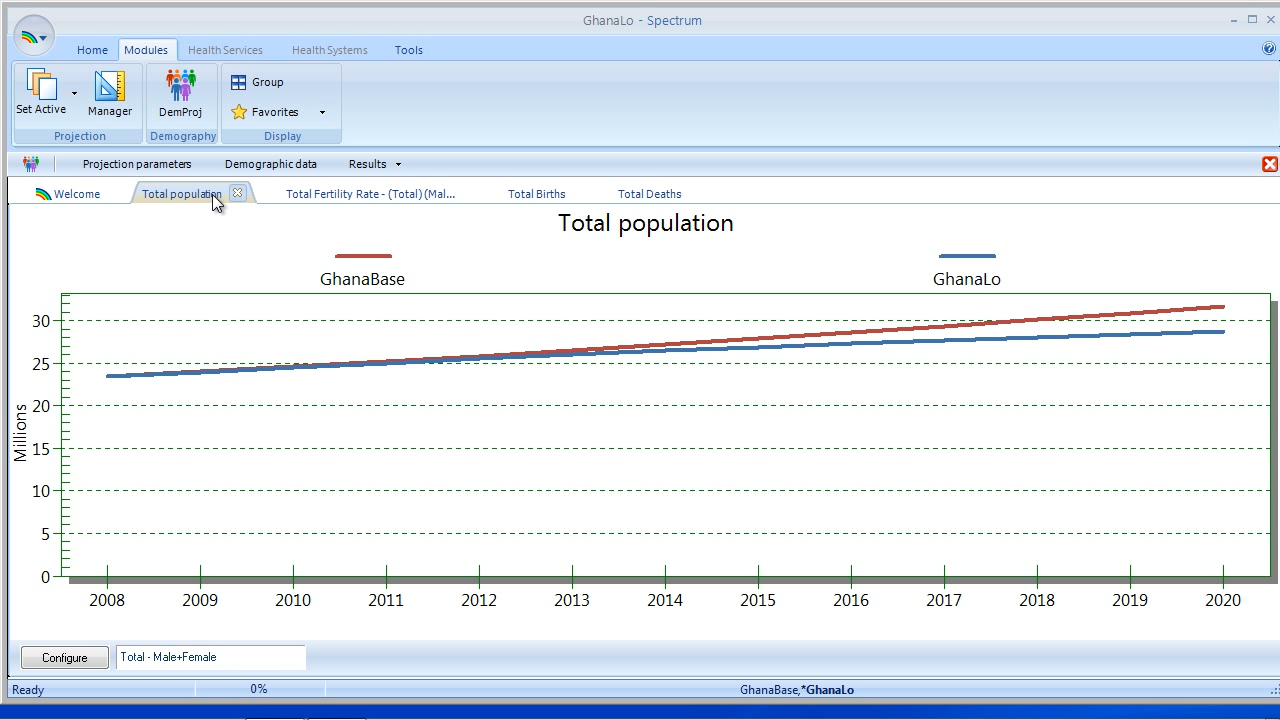 GhanaLo - Spectrum
Home Modules Health Services Health Systems Tools
Set Active Manager DemProj Group
Favorites
Projection Demography Display
Projection parameters Demographic data Results
Welcome Total population Total Fertility Rate - (Total) (Mal... Total Births Total Deaths
Total population
GhanaBase GhanaLo
Millions
30
25
20
15
10
5
0
2008 2009 2010 2011 2012 2013 2014 2015 2016 2017 2018 2019 2020
Configure Total - Male+Female
Ready 0% GhanaBase,*GhanaLo